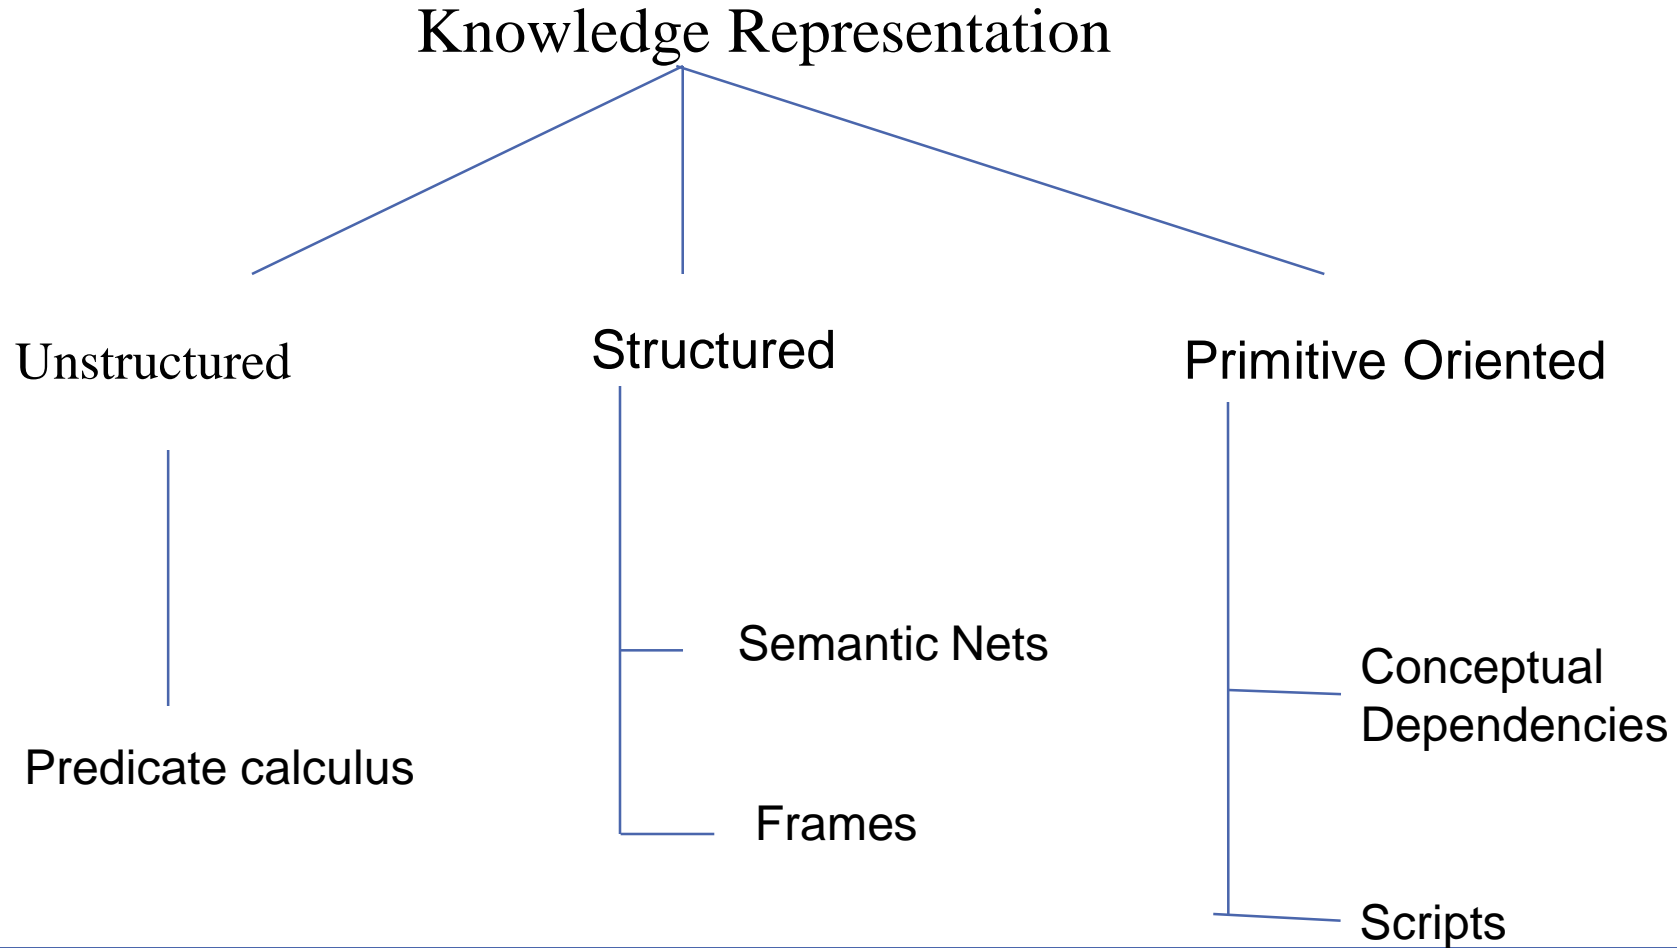 Knowledge Representation
Unstructured
Structured
Primitive Oriented
Predicate calculus
Semantic Nets
Frames
Conceptual
Dependencies
Scripts